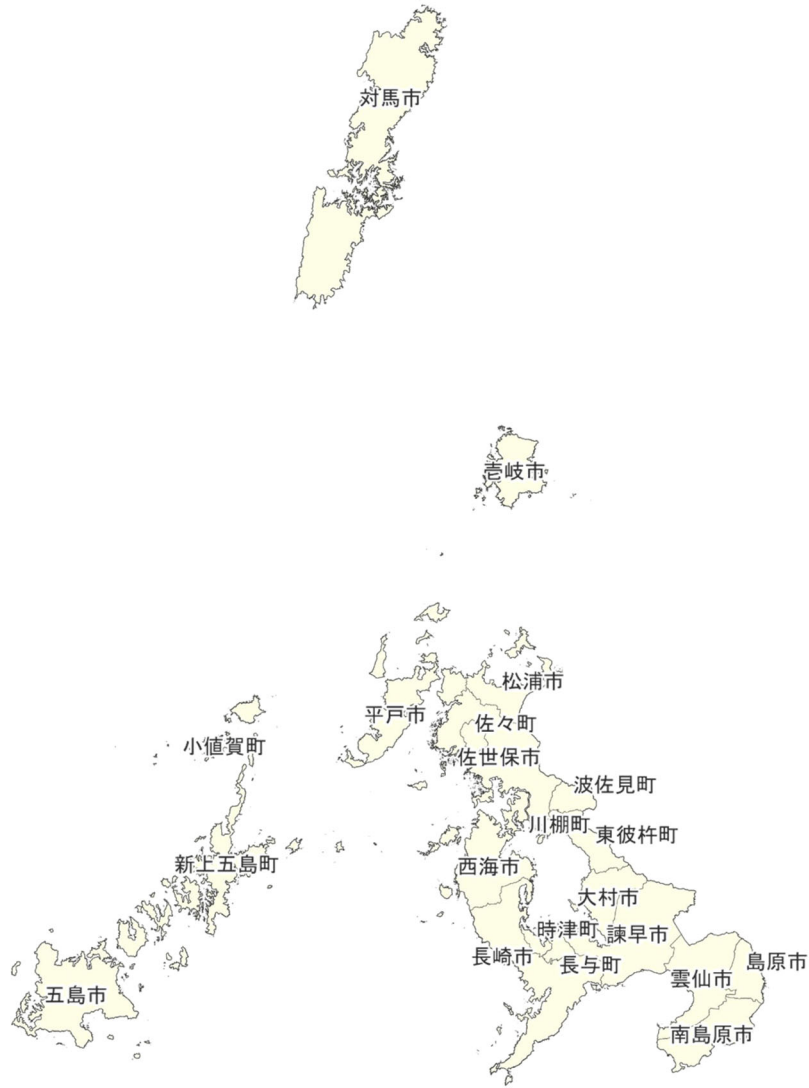 対馬市
壱岐市
松浦市
平戸市
佐々町
小値賀町
佐世保市
波佐見町
川棚町
東彼杵町
新上五島町
西海市
大村市
時津町
諫早市
長崎市
長与町
島原市
雲仙市
五島市
南島原市